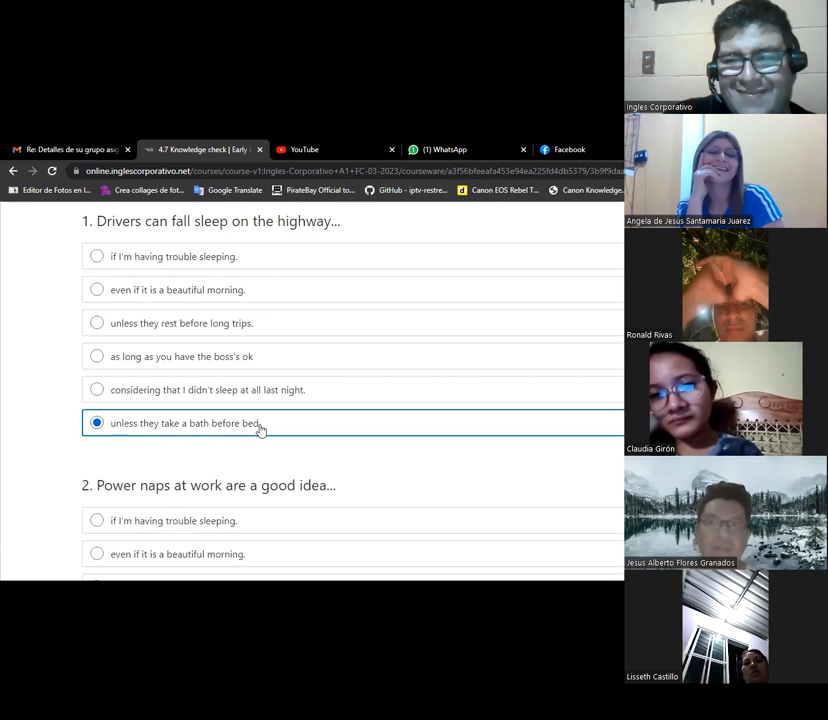 Re: Detalles de su grupo asig
4.7 Knowledge check | Early
YouTube
(1) WhatsApp
Facebook
online.inglescorporativo.net/courses/course-v1:Ingles-Corporativo+A1+FC-03-2023/courseware/a3f56bfeeafa453e94ea225fd4db5379/3b9f9daa
Editor de Fotos en l...
Crea collages de fot...
Google Translate
PirateBay Official to...
GitHub - iptv-restre...
Canon EOS Rebel T...
Canon Knowledge.
1. Drivers can fall sleep on the highway...
if I'm having trouble sleeping.
even if it is a beautiful morning.
unless they rest before long trips.
as long as you have the boss's ok
considering that I didn't sleep at all last night.
unless they take a bath before bed.
2. Power naps at work are a good idea...
if I'm having trouble sleeping.
even if it is a beautiful morning.
Ingles Corporativo
Angela de Jesus Santamaria Juarez
Ronald Rivas
Claudia Girón
Jesus Alberto Flores Granados
Lisseth Castillo